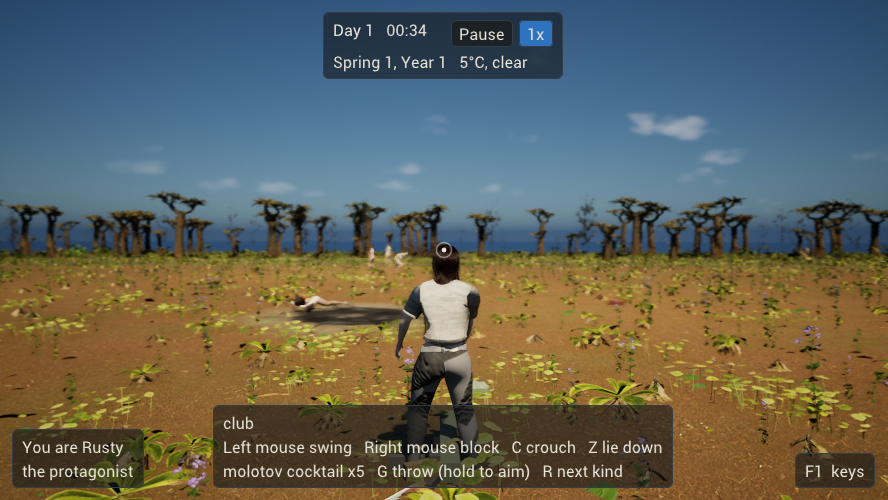 Day 1 00:34 Pause 1x
Spring 1, Year 1 5°C, clear
club
Left mouse swing Right mouse block C crouch Z lie down
molotov cocktail x5 G throw (hold to aim) R next kind
You are Rusty
the protagonist
F1 keys